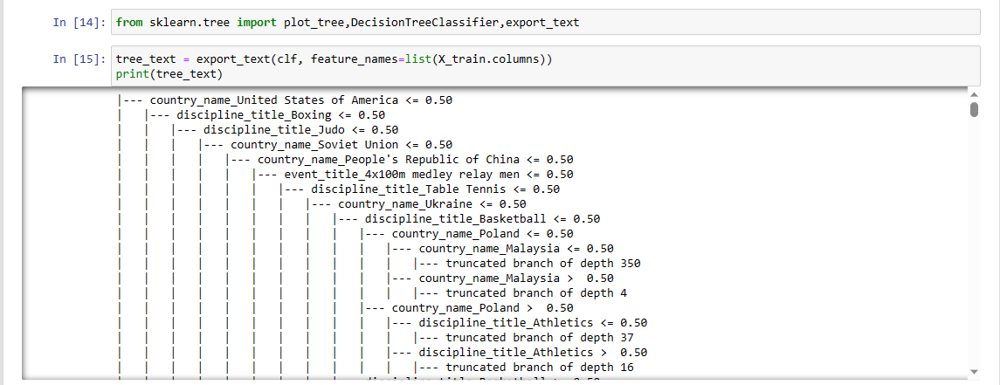 In [14]: from sklearn.tree import plot_tree,DecisionTreeClassifier,export_text
In [15]: tree_text = export_text(clf, feature_names=list(X_train.columns))
print(tree_text)
|--- country_name_United States of America <= 0.50
|   |--- discipline_title_Boxing <= 0.50
|   |   |--- discipline_title_Judo <= 0.50
|   |   |   |--- country_name_Soviet Union <= 0.50
|   |   |   |   |--- country_name_People's Republic of China <= 0.50
|   |   |   |   |   |--- event_title_4x100m medley relay men <= 0.50
|   |   |   |   |   |   |--- discipline_title_Table Tennis <= 0.50
|   |   |   |   |   |   |   |--- country_name_Ukraine <= 0.50
|   |   |   |   |   |   |   |   |--- discipline_title_Basketball <= 0.50
|   |   |   |   |   |   |   |   |   |--- country_name_Poland <= 0.50
|   |   |   |   |   |   |   |   |   |   |--- country_name_Malaysia <= 0.50
|   |   |   |   |   |   |   |   |   |   |   |--- truncated branch of depth 350
|   |   |   |   |   |   |   |   |   |   |--- country_name_Malaysia >  0.50
|   |   |   |   |   |   |   |   |   |   |   |--- truncated branch of depth 4
|   |   |   |   |   |   |   |   |   |--- country_name_Poland >  0.50
|   |   |   |   |   |   |   |   |   |   |--- discipline_title_Athletics <= 0.50
|   |   |   |   |   |   |   |   |   |   |   |--- truncated branch of depth 37
|   |   |   |   |   |   |   |   |   |   |--- discipline_title_Athletics >  0.50
|   |   |   |   |   |   |   |   |   |   |   |--- truncated branch of depth 16